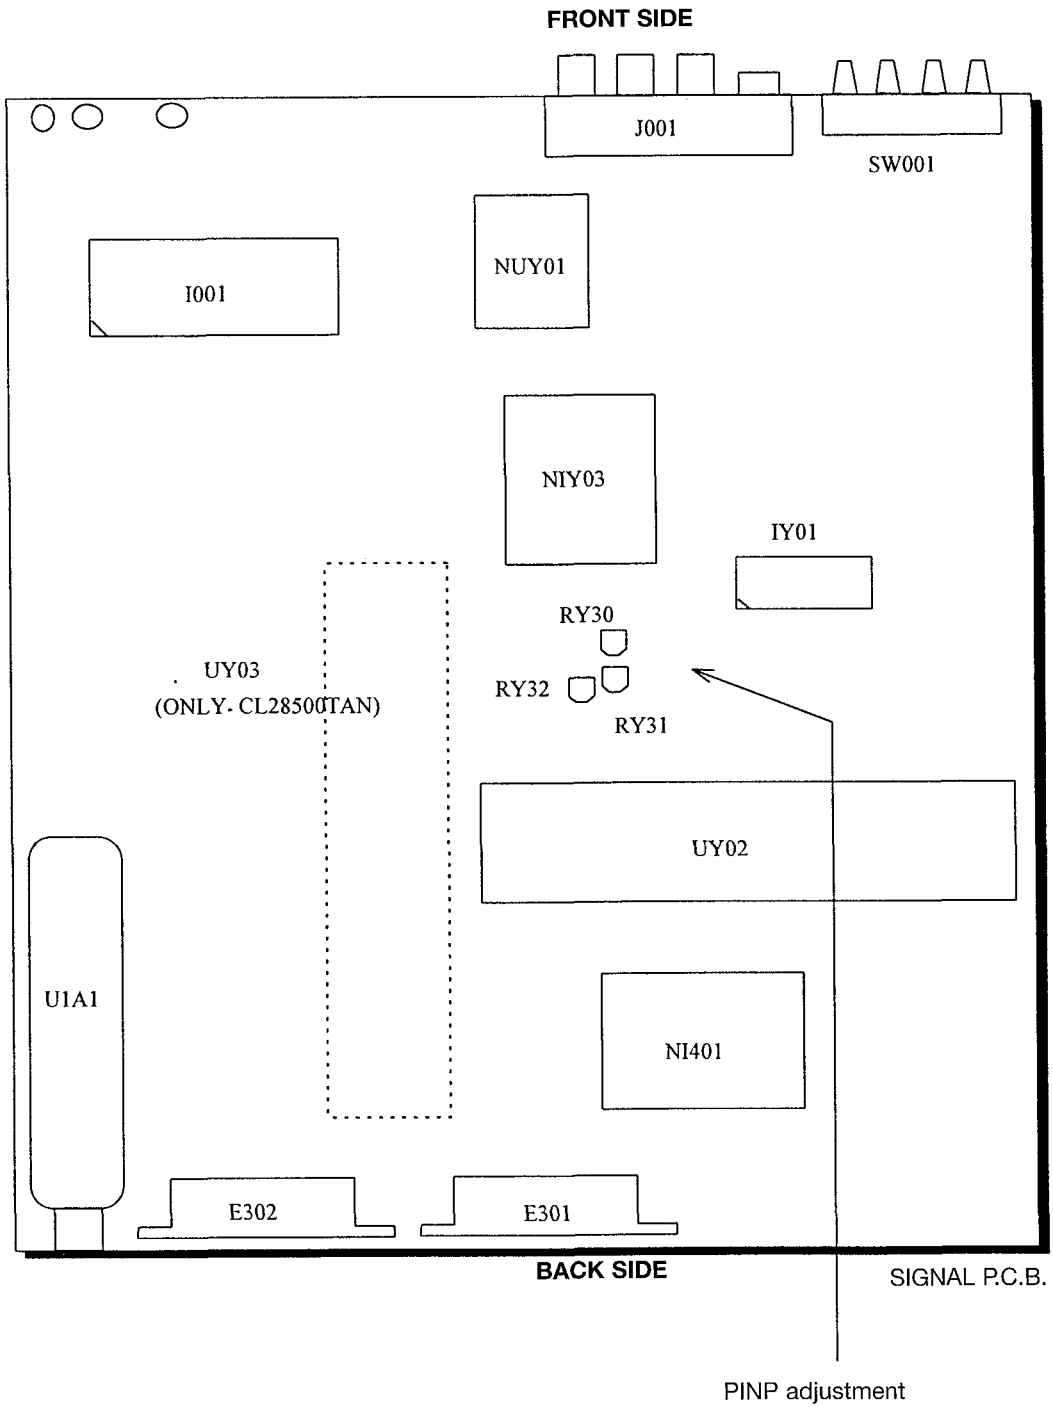 FRONT SIDE
J001
SW001
NUY01
I001
NIY03
IY01
RY30
UY03
(ONLY- CL28500TAN)
RY32
RY31
UY02
U1A1
NI401
E302
E301
BACK SIDE
SIGNAL P.C.B.
PINP adjustment